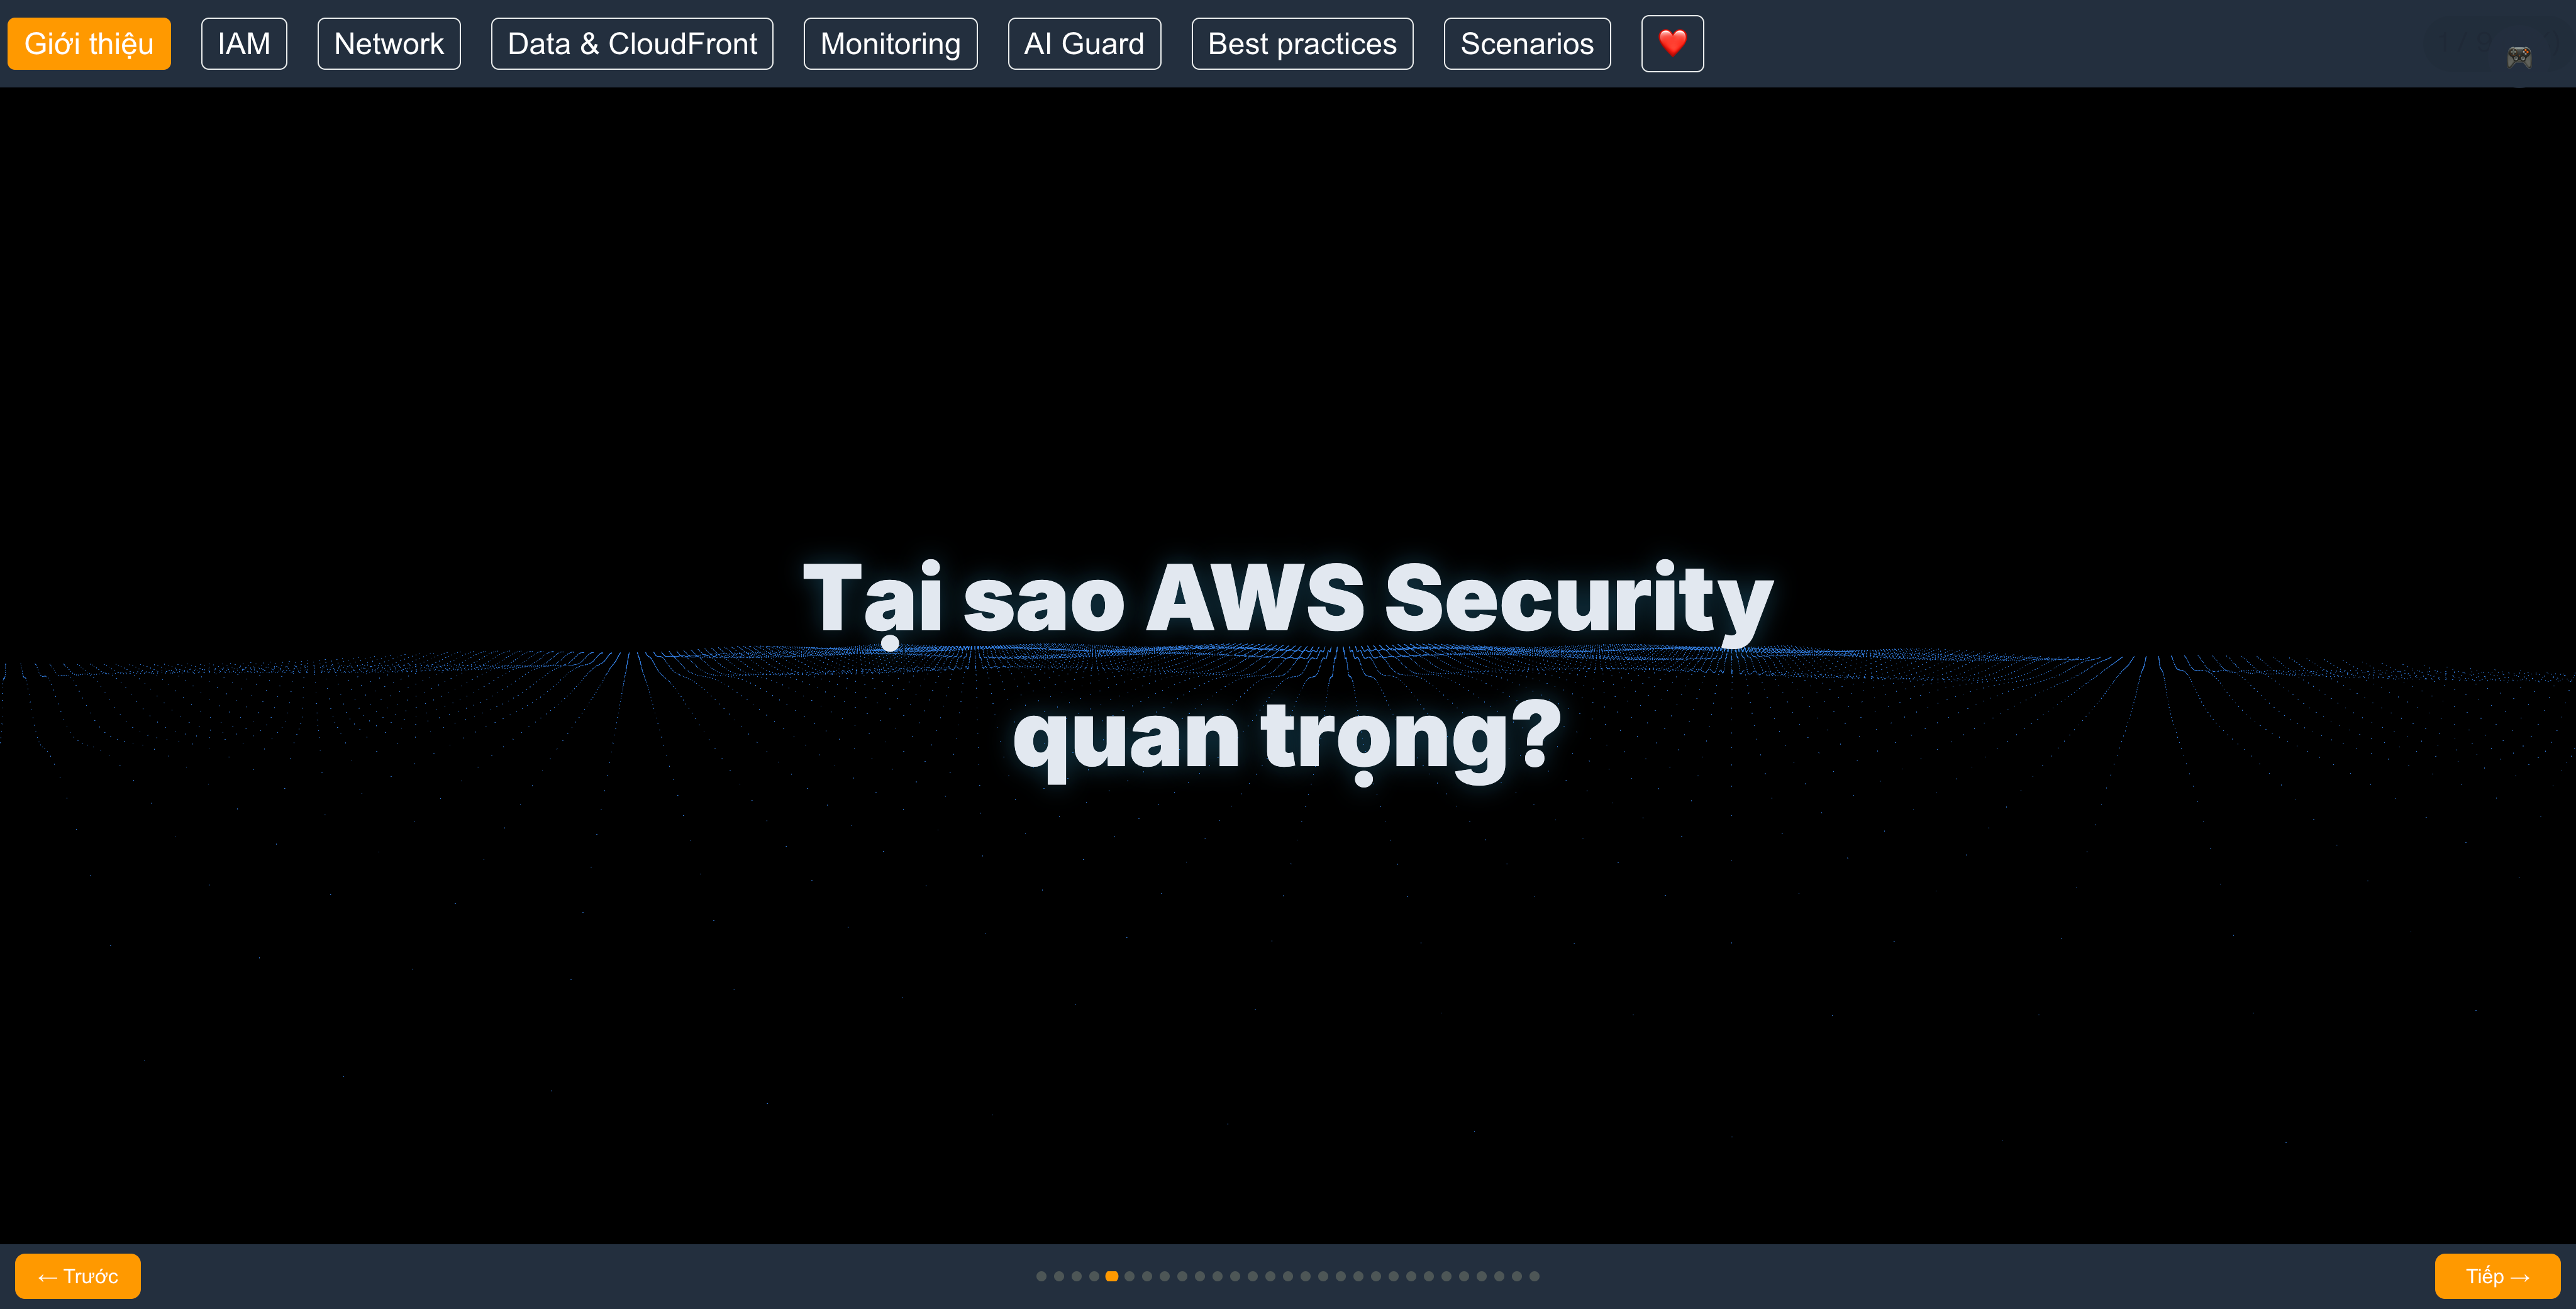 Giới thiệu
IAM
Network
Data & CloudFront
Monitoring
AI Guard
Best practices
Scenarios
Tại sao AWS Security
quan trọng?
← Trước
Tiếp →